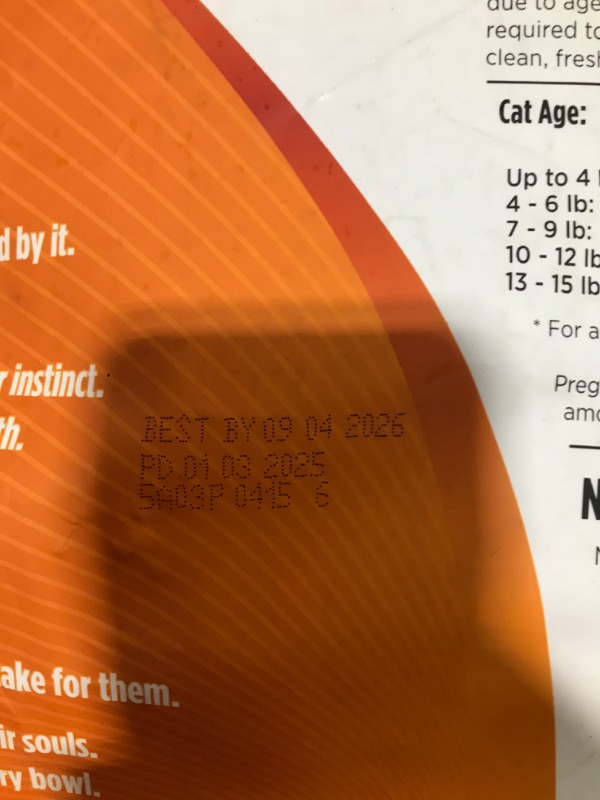 due to age
required to
clean, fresh
Cat Age:
Up to 4 l
4 - 6 lb:
7 - 9 lb:
10 - 12 lb
13 - 15 lb
* For a
Preg
amo
N
d by it.
r instinct.
th.
BEST BY 09 04 2026
PD 01 03 2025
5A03P 0415 6
ake for them.
ir souls.
ry bowl.